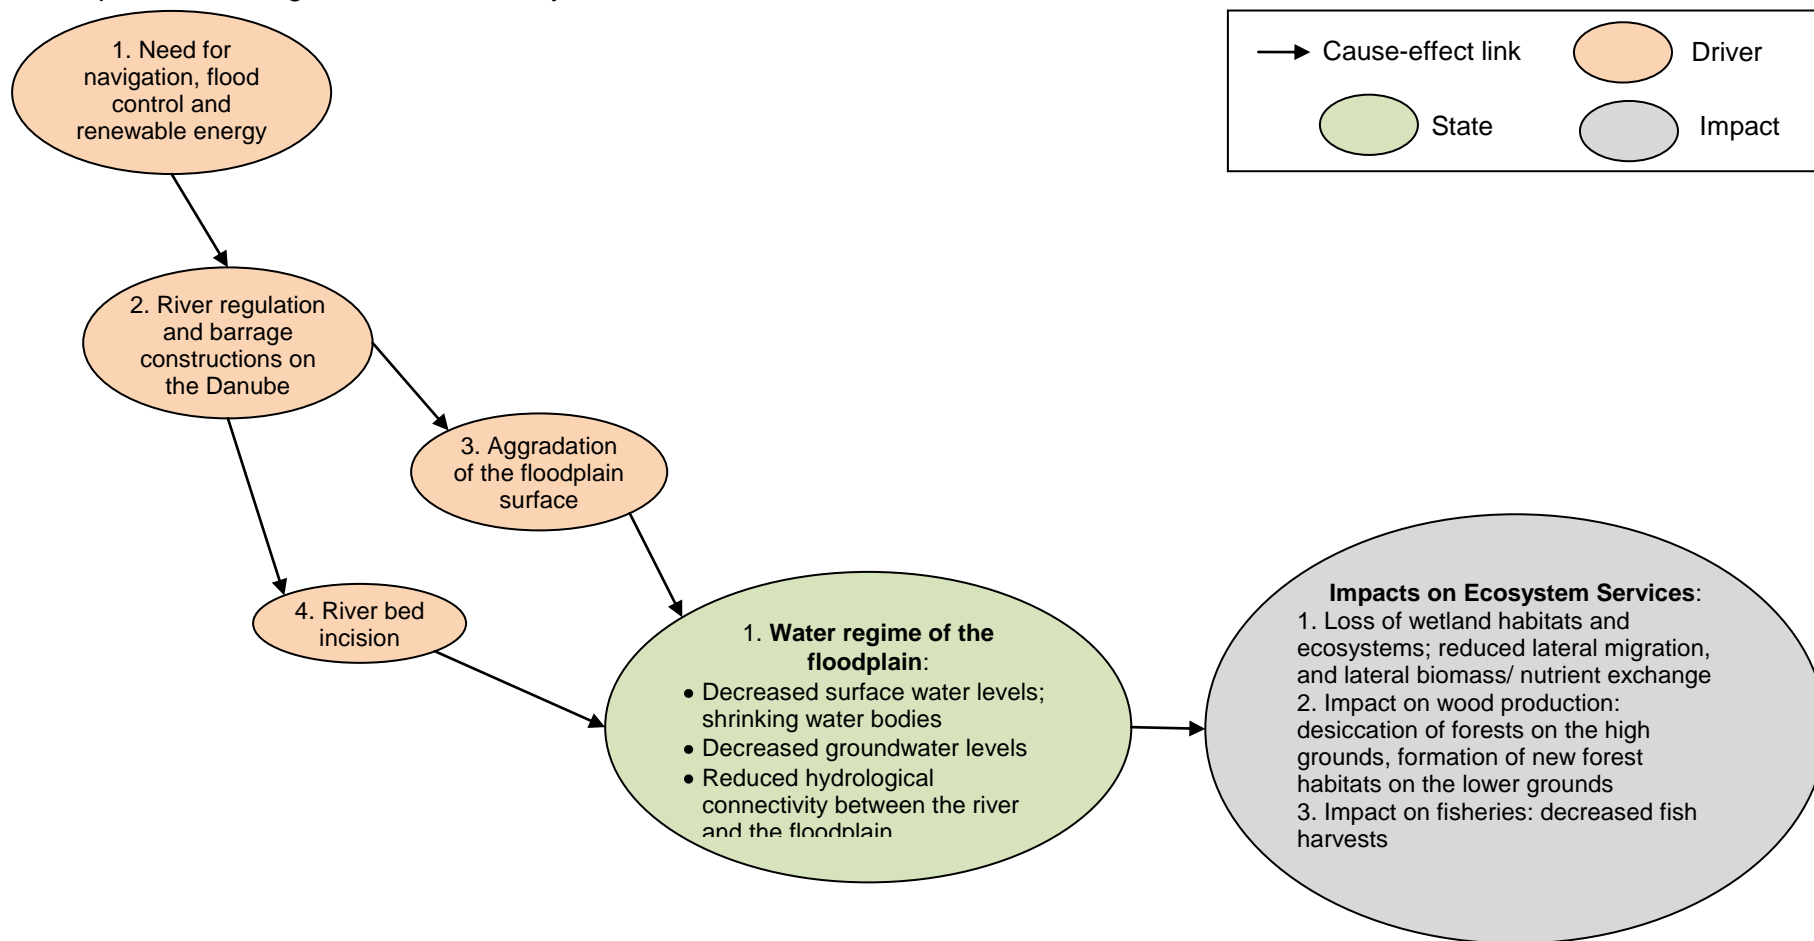 1. Need for
navigation, flood
control and
renewable energy
Cause-effect link
Driver
State
Impact
2. River regulation
and barrage
constructions on
the Danube
3. Aggradation
of the floodplain
surface
4. River bed
incision
1. Water regime of the
floodplain:
• Decreased surface water levels;
shrinking water bodies
• Decreased groundwater levels
• Reduced hydrological
connectivity between the river
and the floodplain
Impacts on Ecosystem Services:
1. Loss of wetland habitats and
ecosystems; reduced lateral migration,
and lateral biomass/ nutrient exchange
2. Impact on wood production:
desiccation of forests on the high
grounds, formation of new forest
habitats on the lower grounds
3. Impact on fisheries: decreased fish
harvests